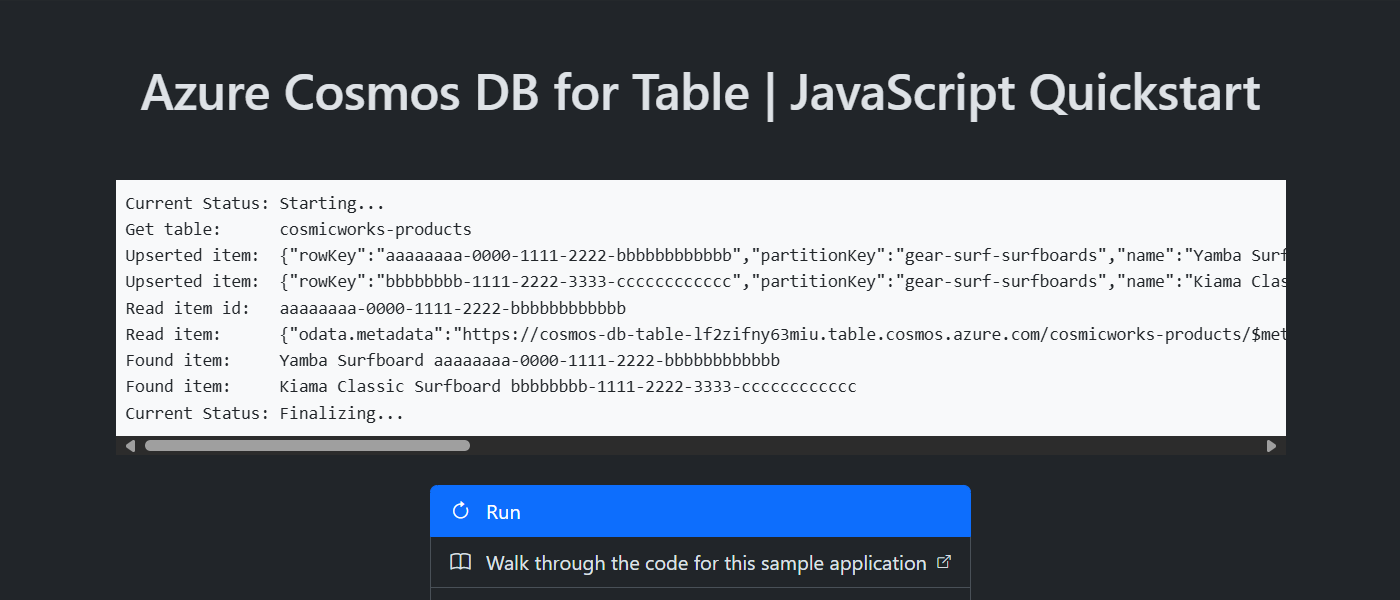 Azure Cosmos DB for Table | JavaScript Quickstart
Current Status: Starting...
Get table:      cosmicworks-products
Upserted item:  {"rowKey":"aaaaaaaa-0000-1111-2222-bbbbbbbbbbbb","partitionKey":"gear-surf-surfboards","name":"Yamba Surf
Upserted item:  {"rowKey":"bbbbbbbb-1111-2222-3333-cccccccccccc","partitionKey":"gear-surf-surfboards","name":"Kiama Clas
Read item id:   aaaaaaaa-0000-1111-2222-bbbbbbbbbbbb
Read item:      {"odata.metadata":"https://cosmos-db-table-lf2zifny63miu.table.cosmos.azure.com/cosmicworks-products/$met
Found item:     Yamba Surfboard aaaaaaaa-0000-1111-2222-bbbbbbbbbbbb
Found item:     Kiama Classic Surfboard bbbbbbbb-1111-2222-3333-cccccccccccc
Current Status: Finalizing...
Run
Walk through the code for this sample application